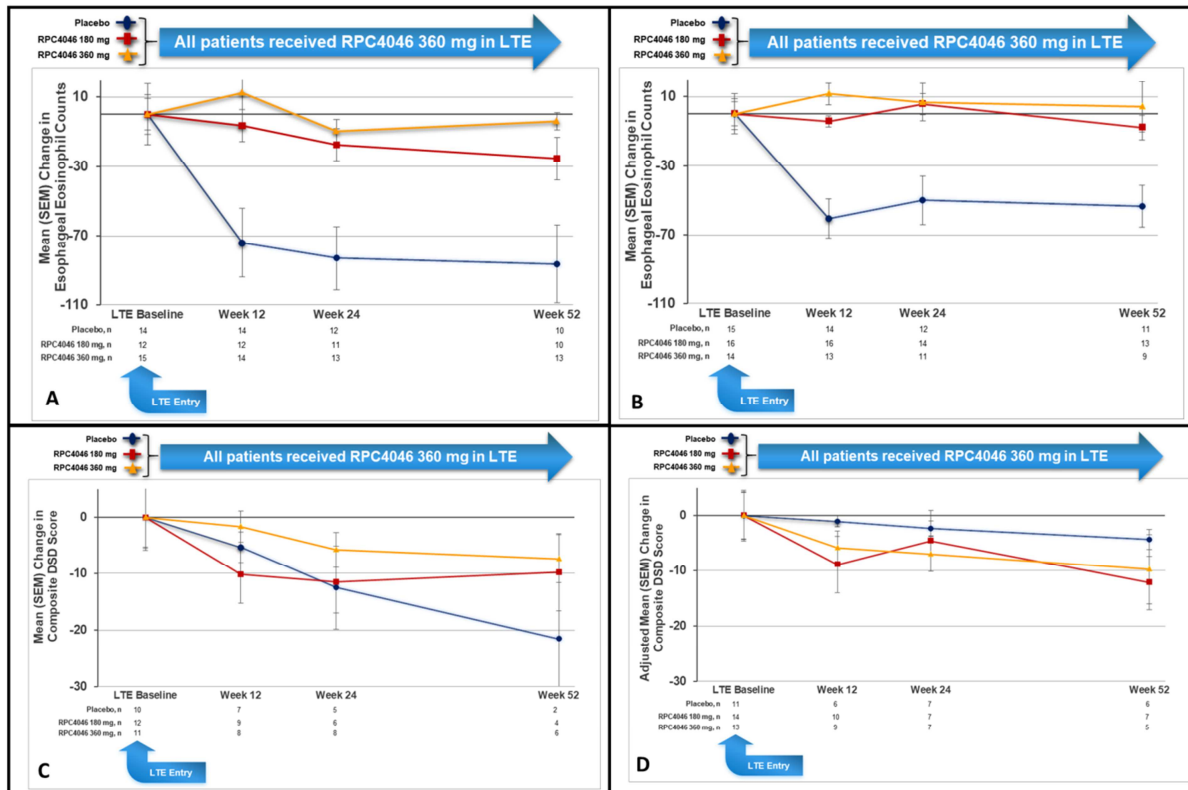 Placebo
RPC4046 180 mg
RPC4046 360 mg
All patients received RPC4046 360 mg in LTE
Mean (SEM) Change in
Esophageal Eosinophil Counts
10
-30
-70
-110
LTE Baseline Week 12 Week 24 Week 52
Placebo, n 14 14 12 10
RPC4046 180 mg, n 12 12 11 10
RPC4046 360 mg, n 15 14 13 13
LTE Entry
A
Placebo
RPC4046 180 mg
RPC4046 360 mg
All patients received RPC4046 360 mg in LTE
Mean (SEM) Change in
Esophageal Eosinophil Counts
10
-30
-70
-110
LTE Baseline Week 12 Week 24 Week 52
Placebo, n 15 14 12 11
RPC4046 180 mg, n 16 16 14 13
RPC4046 360 mg, n 14 13 11 9
LTE Entry
B
Placebo
RPC4046 180 mg
RPC4046 360 mg
All patients received RPC4046 360 mg in LTE
Mean (SEM) Change in
Composite DSD Score
0
-10
-20
-30
LTE Baseline Week 12 Week 24 Week 52
Placebo, n 10 7 5 2
RPC4046 180 mg, n 12 9 6 4
RPC4046 360 mg, n 11 8 8 6
LTE Entry
C
Placebo
RPC4046 180 mg
RPC4046 360 mg
All patients received RPC4046 360 mg in LTE
Adjusted Mean (SEM) Change in
Composite DSD Score
0
-10
-20
-30
LTE Baseline Week 12 Week 24 Week 52
Placebo, n 11 6 7 6
RPC4046 180 mg, n 14 10 7 7
RPC4046 360 mg, n 13 9 7 5
LTE Entry
D